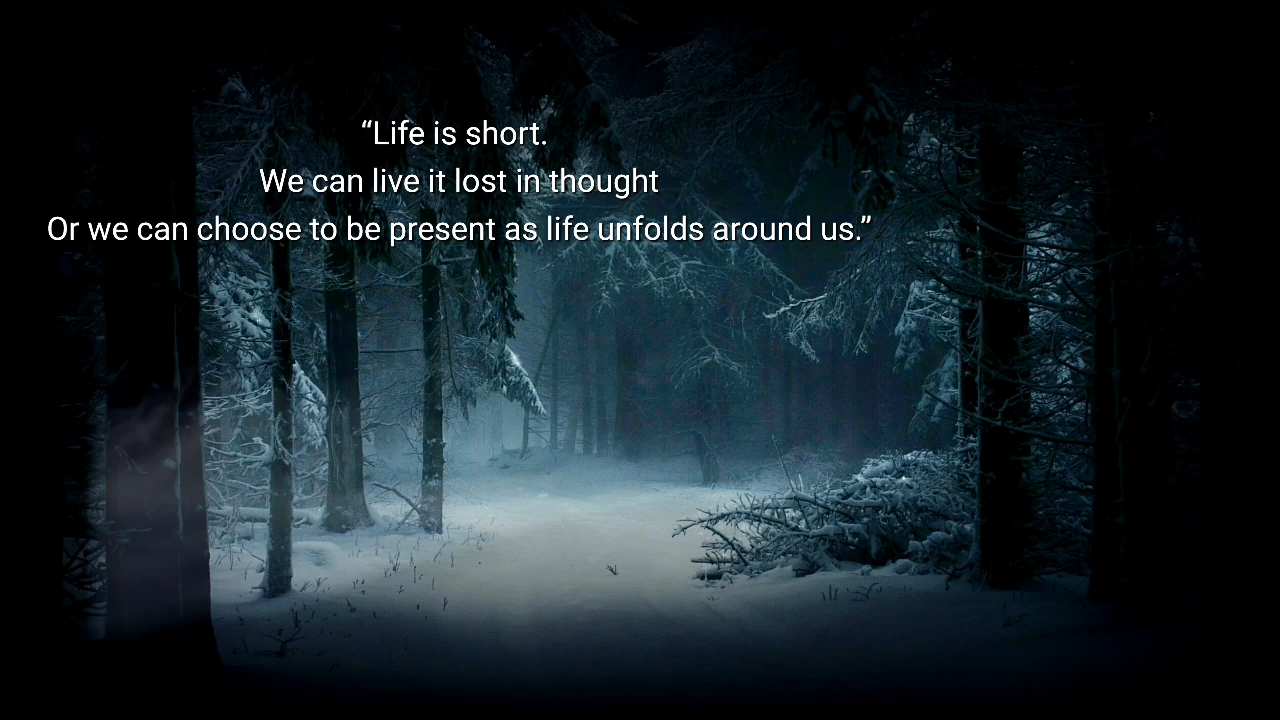 “Life is short.
We can live it lost in thought
Or we can choose to be present as life unfolds around us.”